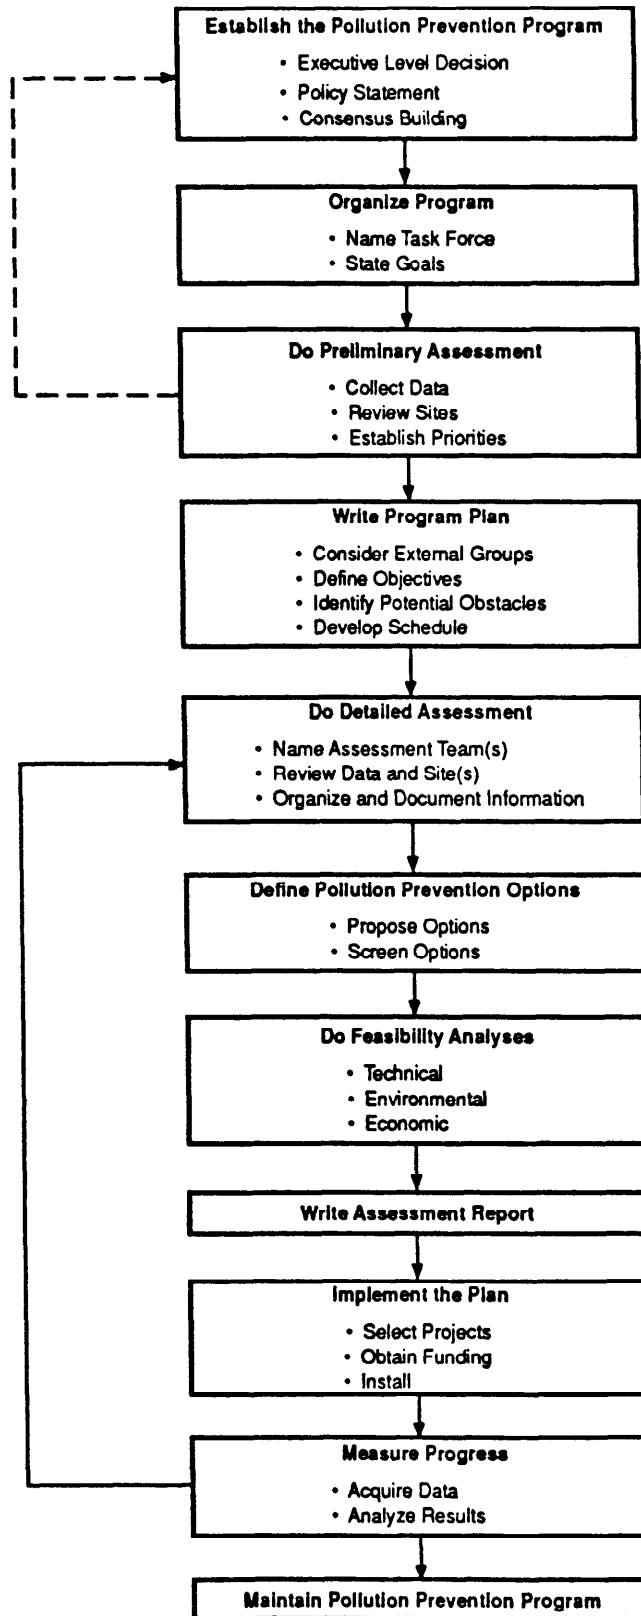 Establish the Pollution Prevention Program
• Executive Level Decision
• Policy Statement
• Consensus Building
Organize Program
• Name Task Force
• State Goals
Do Preliminary Assessment
• Collect Data
• Review Sites
• Establish Priorities
Write Program Plan
• Consider External Groups
• Define Objectives
• Identify Potential Obstacles
• Develop Schedule
Do Detailed Assessment
• Name Assessment Team(s)
• Review Data and Site(s)
• Organize and Document Information
Define Pollution Prevention Options
• Propose Options
• Screen Options
Do Feasibility Analyses
• Technical
• Environmental
• Economic
Write Assessment Report
Implement the Plan
• Select Projects
• Obtain Funding
• Install
Measure Progress
• Acquire Data
• Analyze Results
Maintain Pollution Prevention Program